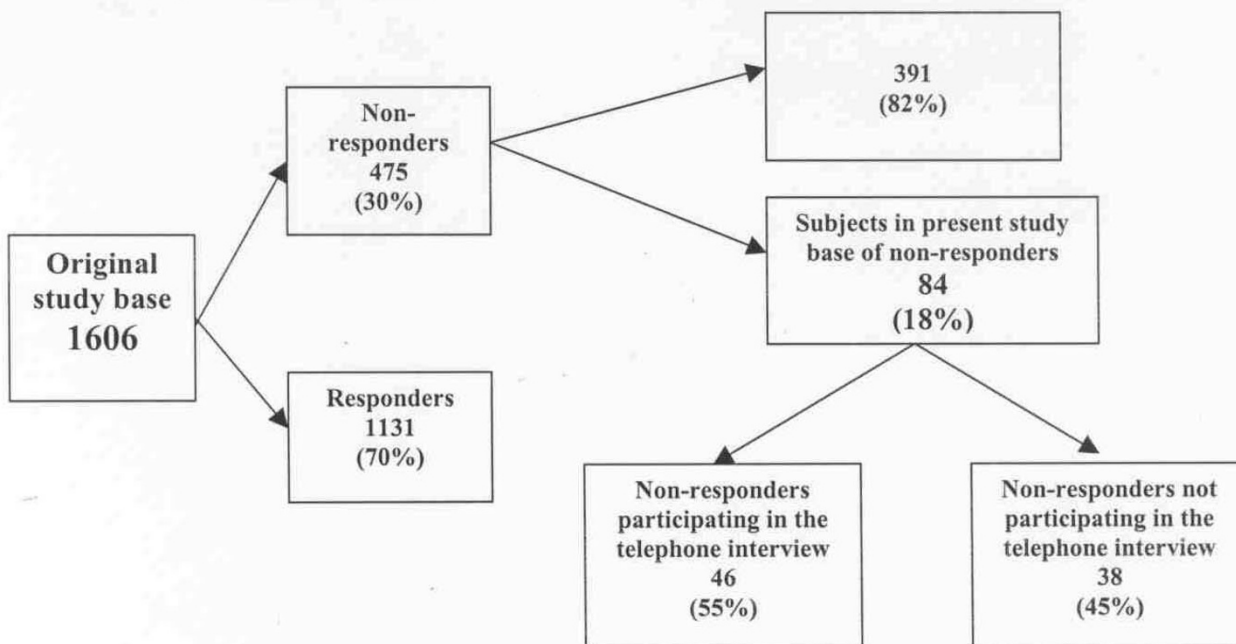 Original
study base
1606
Non-
responders
475
(30%)
Responders
1131
(70%)
391
(82%)
Subjects in present study
base of non-responders
84
(18%)
Non-responders
participating in the
telephone interview
46
(55%)
Non-responders not
participating in the
telephone interview
38
(45%)